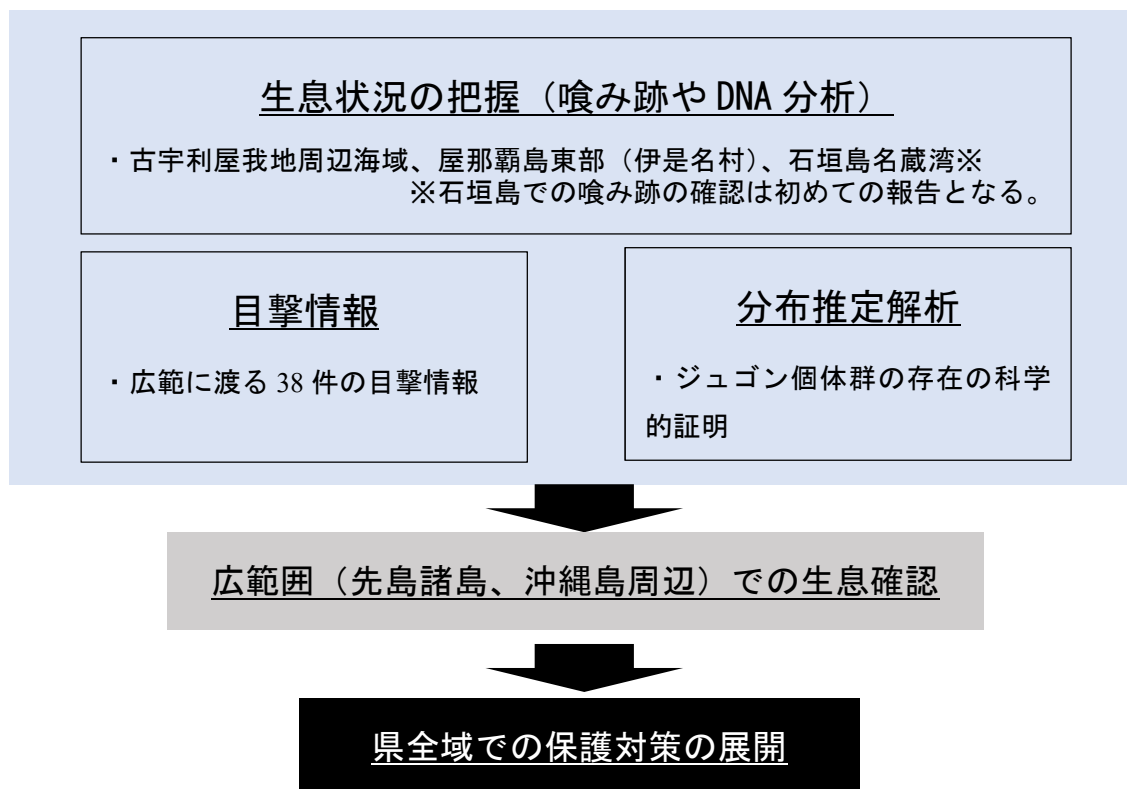 生息状況の把握（喰み跡や DNA 分析）
・古宇利屋我地周辺海域、屋那覇島東部（伊是名村）、石垣島名蔵湾※
※石垣島での喰み跡の確認は初めての報告となる。
目撃情報
・広範に渡る 38 件の目撃情報
分布推定解析
・ジュゴン個体群の存在の科学
的証明
広範囲（先島諸島、沖縄島周辺）での生息確認
県全域での保護対策の展開